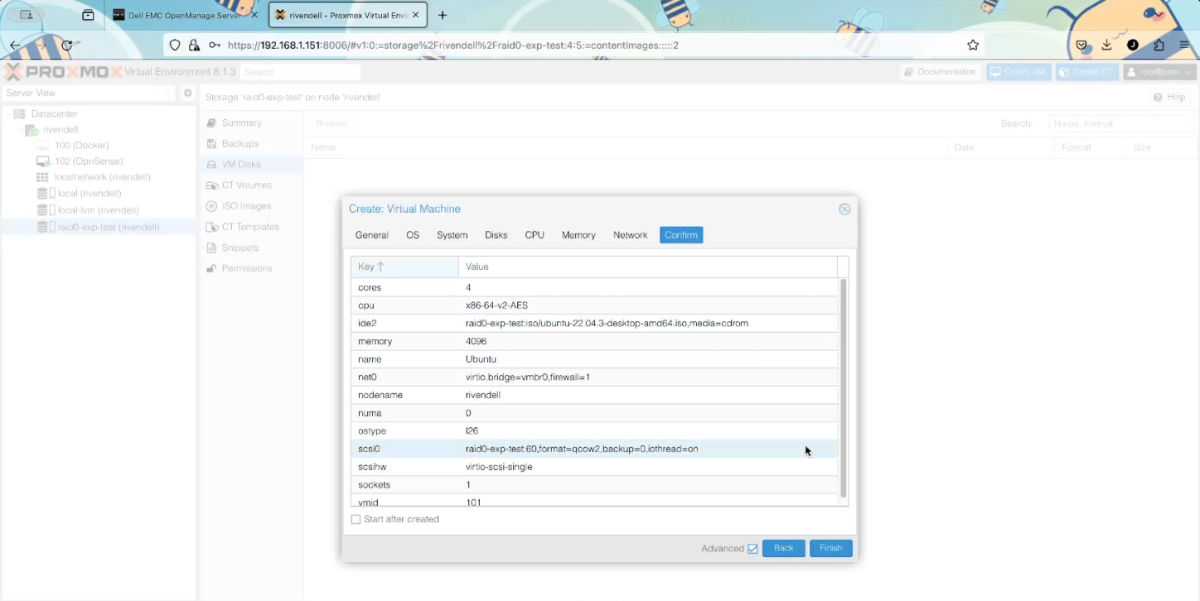 Dell EMC OpenManage Server
rivendell - Proxmox Virtual Envi
https://192.168.1.151:8006/#v1:0:=storage%2Frivendell%2Fraid0-exp-test:4:5:=contentImages:::::2
PROXMOX Virtual Environment 8.1.3 Search
Documentation Create VM Create CT root@pam
Server View
Storage 'raid0-exp-test' on node 'rivendell'
Help
Datacenter
rivendell
100 (Docker)
102 (OpnSense)
localnetwork (rivendell)
local (rivendell)
local-lvm (rivendell)
raid0-exp-test (rivendell)
Summary
Backups
VM Disks
CT Volumes
ISO Images
CT Templates
Snippets
Permissions
Remove
Search: Name, Format
Name Date Format Size
Create: Virtual Machine
General OS System Disks CPU Memory Network Confirm
Key ↑ Value
cores 4
cpu x86-64-v2-AES
ide2 raid0-exp-test:iso/ubuntu-22.04.3-desktop-amd64.iso,media=cdrom
memory 4096
name Ubuntu
net0 virtio,bridge=vmbr0,firewall=1
nodename rivendell
numa 0
ostype l26
scsi0 raid0-exp-test:60,format=qcow2,backup=0,iothread=on
scsihw virtio-scsi-single
sockets 1
vmid 101
Start after created
Advanced Back Finish